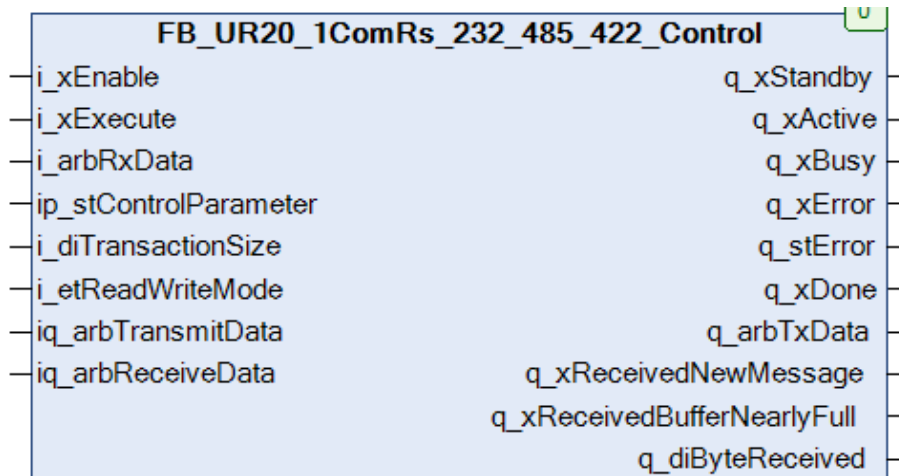 0
FB_UR20_1ComRs_232_485_422_Control
i_xEnable q_xStandby
i_xExecute q_xActive
i_arbRxData q_xBusy
ip_stControlParameter q_xError
i_diTransactionSize q_stError
i_etReadWriteMode q_xDone
iq_arbTransmitData q_arbTxData
iq_arbReceiveData q_xReceivedNewMessage
q_xReceivedBufferNearlyFull
q_diByteReceived